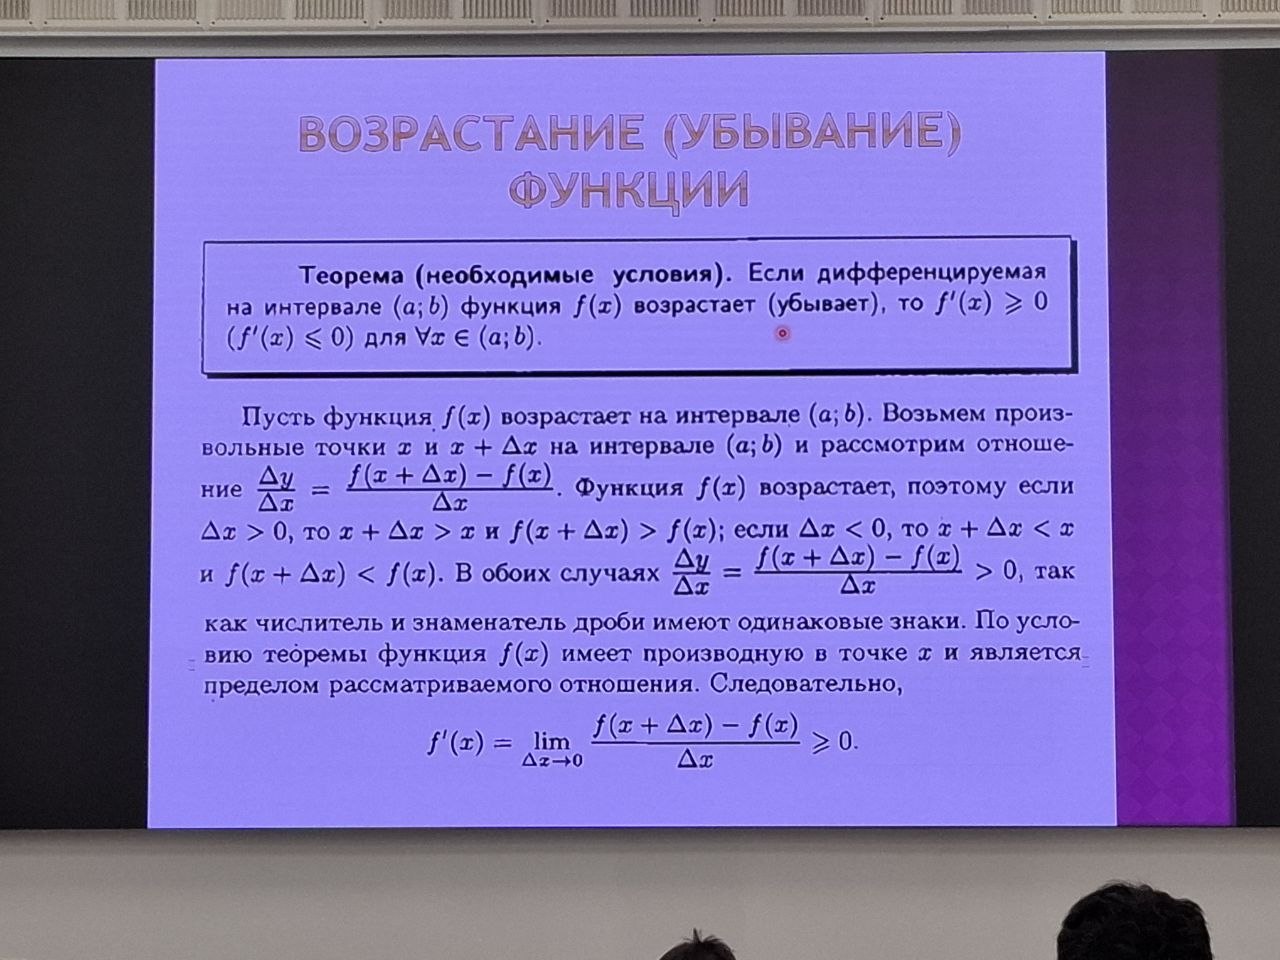 ВОЗРАСТАНИЕ (УБЫВАНИЕ)
ФУНКЦИИ
Теорема (необходимые условия). Если дифференцируемая
на интервале (a; b) функция f(x) возрастает (убывает), то f′(x) ⩾ 0
(f′(x) ⩽ 0) для ∀x ∈ (a; b).
Пусть функция f(x) возрастает на интервале (a; b). Возьмем произ-
вольные точки x и x + Δx на интервале (a; b) и рассмотрим отноше-
ние Δy/Δx = (f(x + Δx) − f(x))/Δx. Функция f(x) возрастает, поэтому если
Δx > 0, то x + Δx > x и f(x + Δx) > f(x); если Δx < 0, то x + Δx < x
и f(x + Δx) < f(x). В обоих случаях Δy/Δx = (f(x + Δx) − f(x))/Δx > 0, так
как числитель и знаменатель дроби имеют одинаковые знаки. По усло-
вию теоремы функция f(x) имеет производную в точке x и является
пределом рассматриваемого отношения. Следовательно,
f′(x) = lim Δx→0 (f(x + Δx) − f(x))/Δx ⩾ 0.